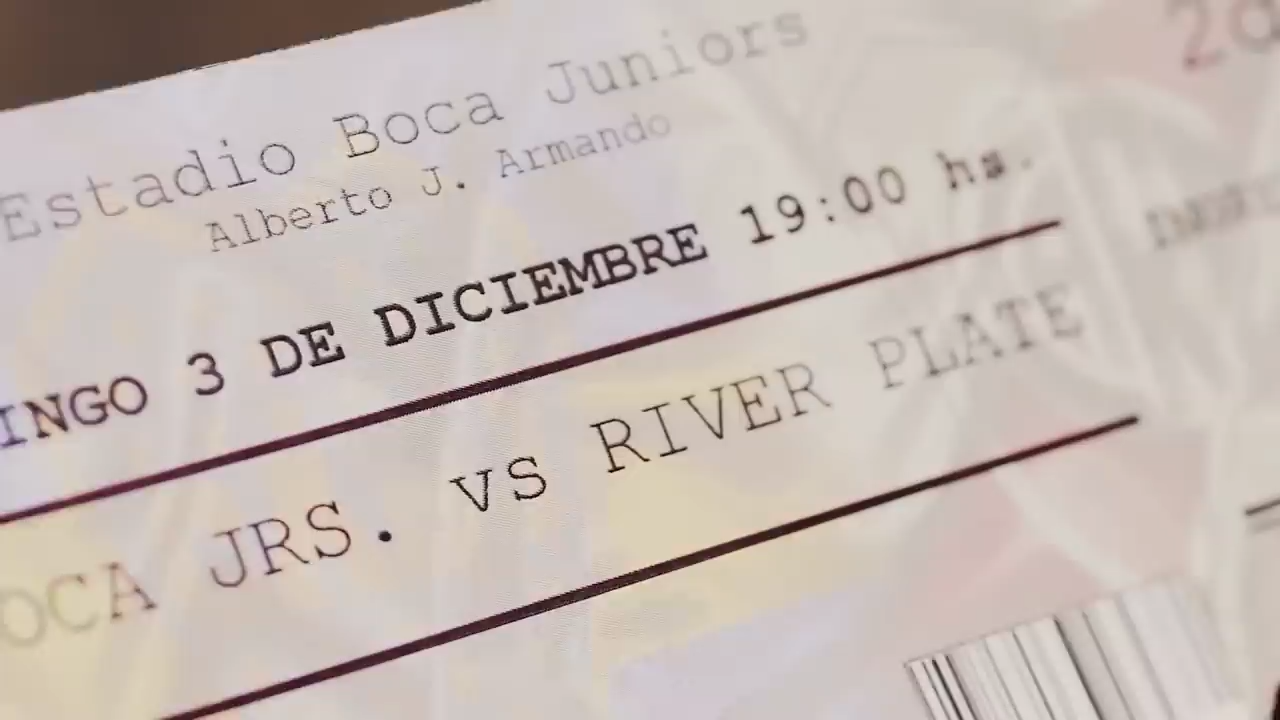 Estadio Boca Juniors
Alberto J. Armando
INGO 3 DE DICIEMBRE 19:00 hs.
OCA JRS. vs RIVER PLATE